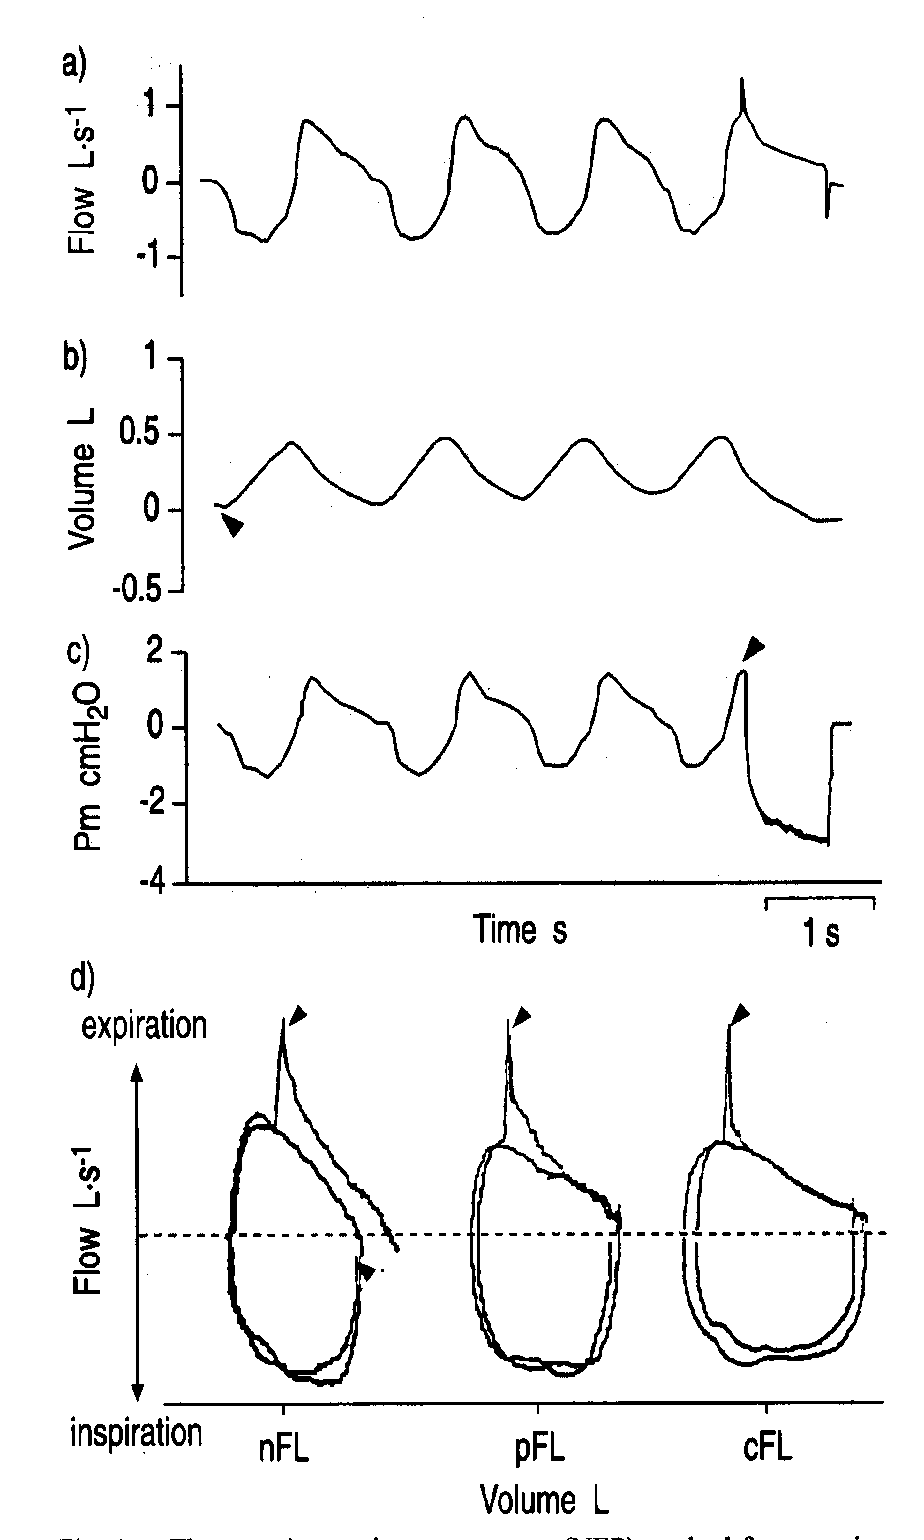 a)
1
0
-1
Flow L·s⁻¹
b)
1
0.5
0
-0.5
Volume L
c)
2
0
-2
-4
Pm cmH₂O
Time s
1 s
d)
expiration
Flow L·s⁻¹
inspiration
nFL pFL cFL
Volume L